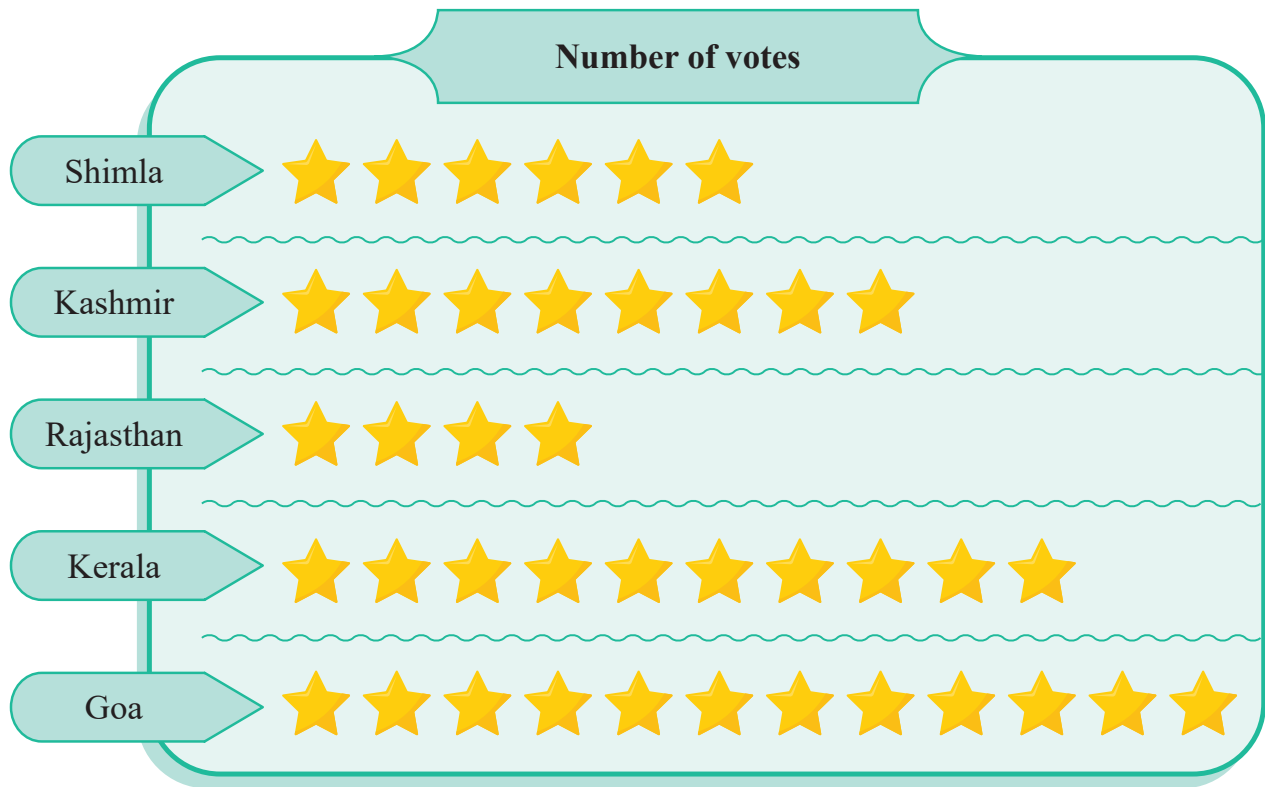 Number of votes
Shimla
Kashmir
Rajasthan
Kerala
Goa